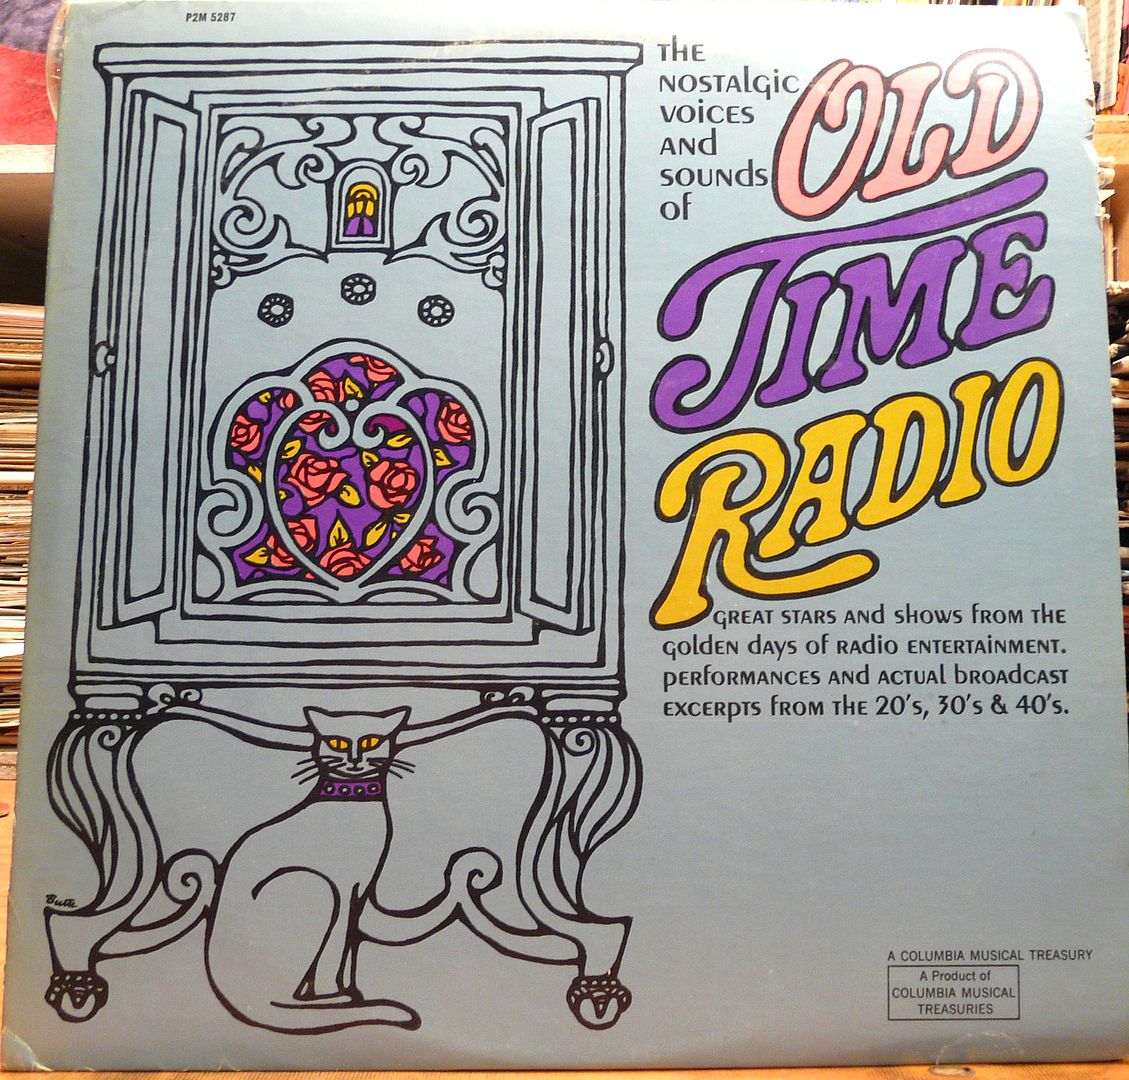 P2M 5287
THE
NOSTALGIC
VOICES
AND
SOUNDS
OF
OLD
TIME
RADIO
GREAT STARS AND SHOWS FROM THE
GOLDEN DAYS OF RADIO ENTERTAINMENT.
PERFORMANCES AND ACTUAL BROADCAST
EXCERPTS FROM THE 20's, 30's & 40's.
A COLUMBIA MUSICAL TREASURY
A Product of
COLUMBIA MUSICAL
TREASURIES